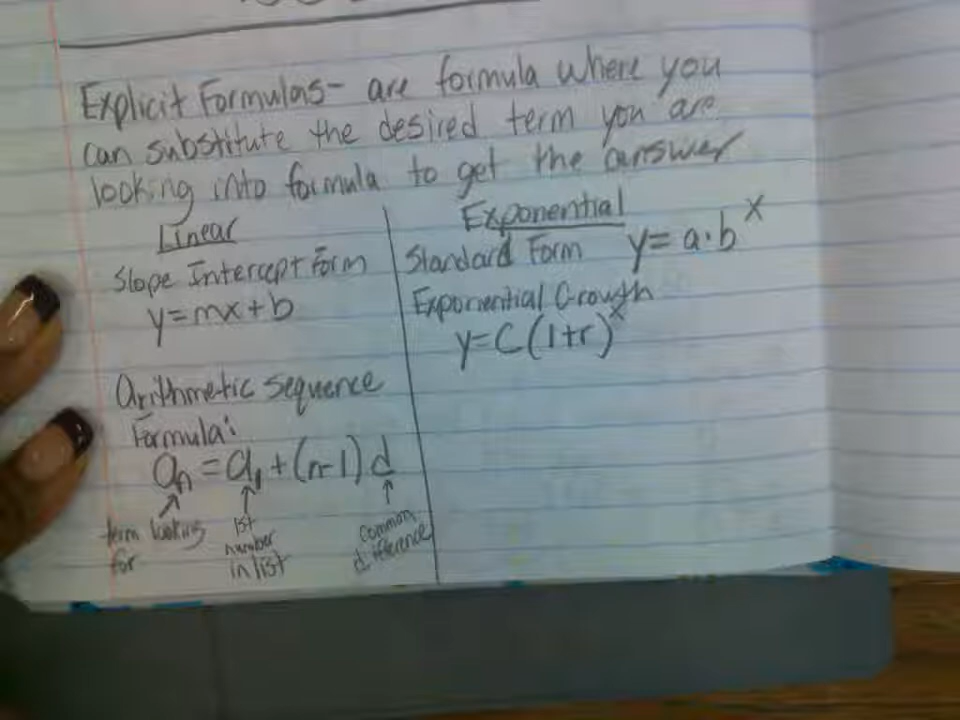 Explicit Formulas- are formula where you
can substitute the desired term you are
looking into formula to get the answer
Linear
Slope Intercept Form
y=mx+b
Arithmetic Sequence
Formula:
aₙ = a₁ + (n-1) d
term looking for
1st number in list
common difference
Exponential
Standard Form y= a·b^x
Exponential Growth
y=C(1+r)^x